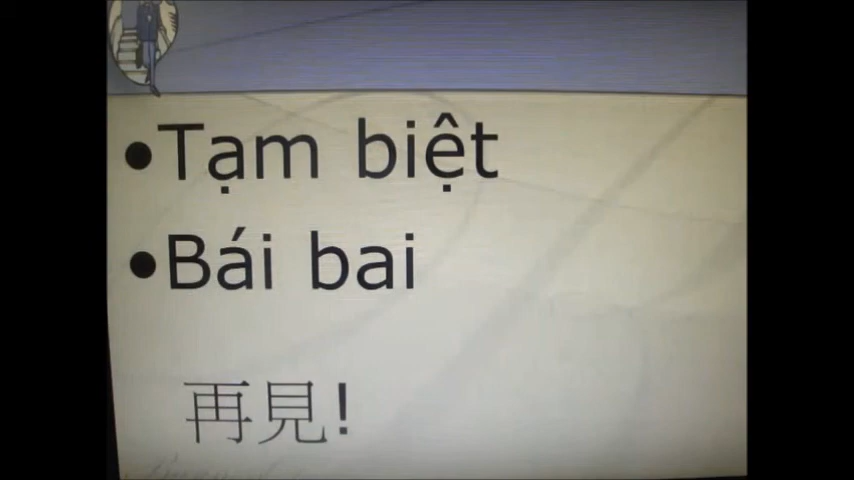 •Tạm biệt
•Bái bai
再見!